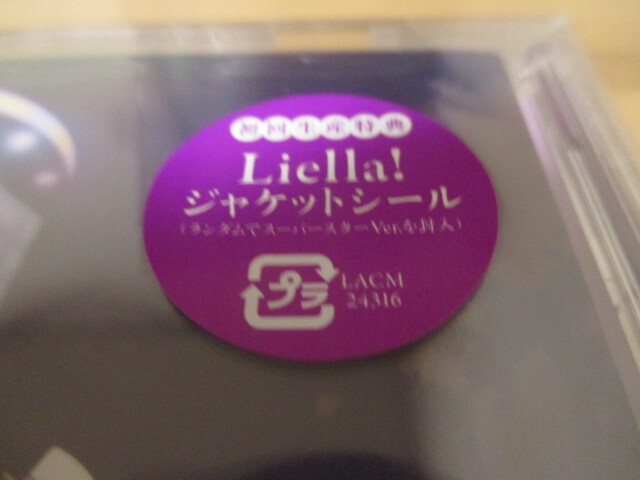 初回生産特典
Liella!
ジャケットシール
(ランダムでスーパースターVer.を封入)
プラ
LACM
24316